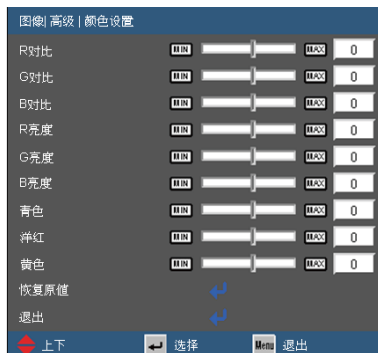 图像| 高级 | 颜色设置
R对比 MIN MAX 0
G对比 MIN MAX 0
B对比 MIN MAX 0
R亮度 MIN MAX 0
G亮度 MIN MAX 0
B亮度 MIN MAX 0
青色 MIN MAX 0
洋红 MIN MAX 0
黄色 MIN MAX 0
恢复原值
退出
上下 选择 Menu 退出